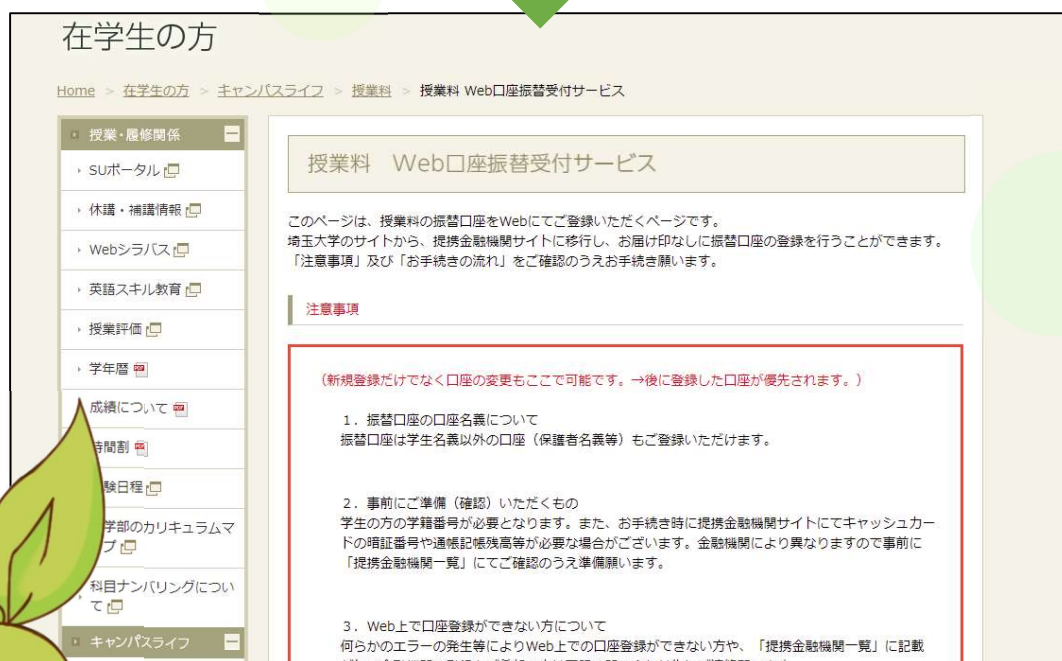 在学生の方
Home > 在学生の方 > キャンパスライフ > 授業料 > 授業料 Web口座振替受付サービス
授業・履修関係
SUポータル
休講・補講情報
Webシラバス
英語スキル教育
授業評価
学年暦
成績について
時間割
験日程
学部のカリキュラムマ
プ
科目ナンバリングについ
て
キャンパスライフ
授業料 Web口座振替受付サービス
このページは、授業料の振替口座をWebにてご登録いただくページです。
埼玉大学のサイトから、提携金融機関サイトに移行し、お届け印なしに振替口座の登録を行うことができます。
「注意事項」及び「お手続きの流れ」をご確認のうえお手続き願います。
注意事項
（新規登録だけでなく口座の変更もここで可能です。→後に登録した口座が優先されます。）
１．振替口座の口座名義について
振替口座は学生名義以外の口座（保護者名義等）もご登録いただけます。
２．事前にご準備（確認）いただくもの
学生の方の学籍番号が必要となります。また、お手続き時に提携金融機関サイトにてキャッシュカー
ドの暗証番号や通帳記帳残高等が必要な場合がございます。金融機関により異なりますので事前に
「提携金融機関一覧」にてご確認のうえ準備願います。
３．Web上で口座登録ができない方について
何らかのエラーの発生等によりWeb上での口座登録ができない方や、「提携金融機関一覧」に記載